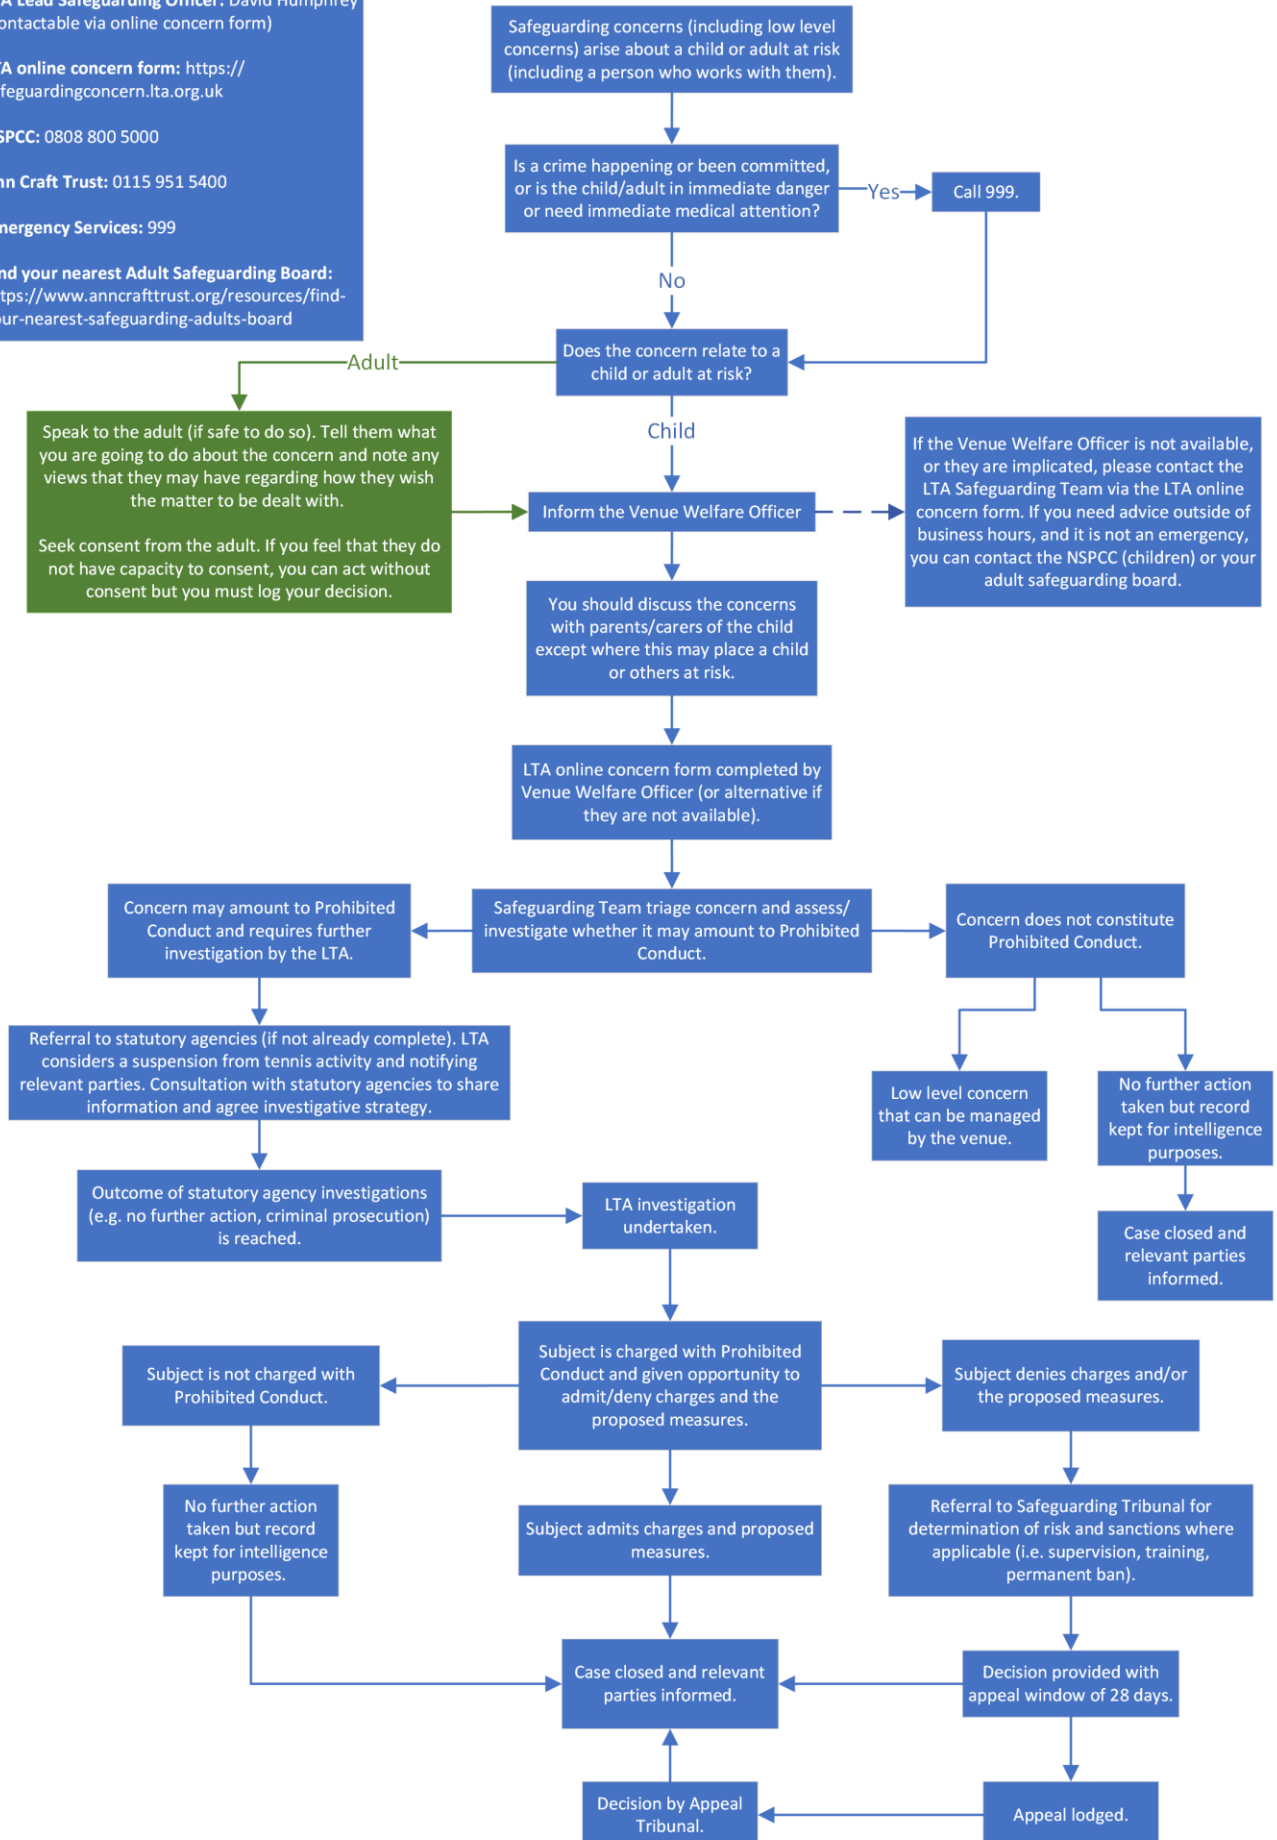 Lead Safeguarding Officer: David Humphrey
online concern form)
online concern form: https://
feguardingconcern.lta.org.uk
SPCC: 0808 800 5000
nn Craft Trust: 0115 951 5400
mergency Services: 999
nd your nearest Adult Safeguarding Board:
tps://www.anncrafttrust.org/resources/find-
ur-nearest-safeguarding-adults-board
Safeguarding concerns (including low level
concerns) arise about a child or adult at risk
(including a person who works with them).
Is a crime happening or been committed,
or is the child/adult in immediate danger
or need immediate medical attention?
Yes
Call 999.
No
Does the concern relate to a
child or adult at risk?
Adult
Child
Speak to the adult (if safe to do so). Tell them what
you are going to do about the concern and note any
views that they may have regarding how they wish
the matter to be dealt with.
Seek consent from the adult. If you feel that they do
not have capacity to consent, you can act without
consent but you must log your decision.
Inform the Venue Welfare Officer
If the Venue Welfare Officer is not available,
or they are implicated, please contact the
LTA Safeguarding Team via the LTA online
concern form. If you need advice outside of
business hours, and it is not an emergency,
you can contact the NSPCC (children) or your
adult safeguarding board.
You should discuss the concerns
with parents/carers of the child
except where this may place a child
or others at risk.
LTA online concern form completed by
Venue Welfare Officer (or alternative if
they are not available).
Concern may amount to Prohibited
Conduct and requires further
investigation by the LTA.
Safeguarding Team triage concern and assess/
investigate whether it may amount to Prohibited
Conduct.
Concern does not constitute
Prohibited Conduct.
Referral to statutory agencies (if not already complete). LTA
considers a suspension from tennis activity and notifying
relevant parties. Consultation with statutory agencies to share
information and agree investigative strategy.
Low level concern
that can be managed
by the venue.
No further action
taken but record
kept for intelligence
purposes.
Outcome of statutory agency investigations
(e.g. no further action, criminal prosecution)
is reached.
LTA investigation
undertaken.
Case closed and
relevant parties
informed.
Subject is not charged with
Prohibited Conduct.
Subject is charged with Prohibited
Conduct and given opportunity to
admit/deny charges and the
proposed measures.
Subject denies charges and/or
the proposed measures.
No further action
taken but record
kept for intelligence
purposes.
Subject admits charges and proposed
measures.
Referral to Safeguarding Tribunal for
determination of risk and sanctions where
applicable (i.e. supervision, training,
permanent ban).
Case closed and relevant
parties informed.
Decision provided with
appeal window of 28 days.
Decision by Appeal
Tribunal.
Appeal lodged.